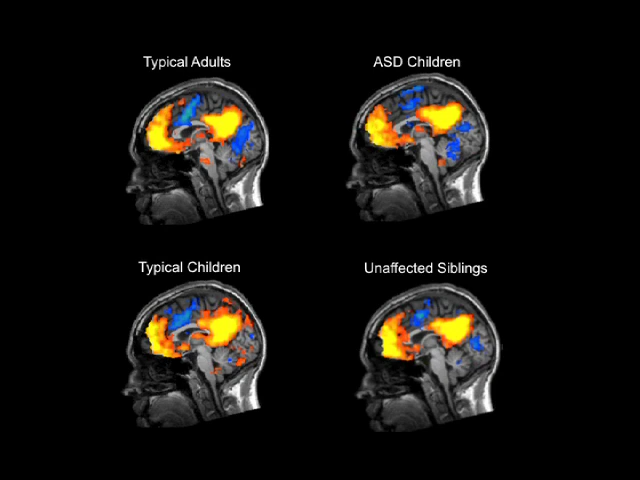 Typical Adults
ASD Children
Typical Children
Unaffected Siblings